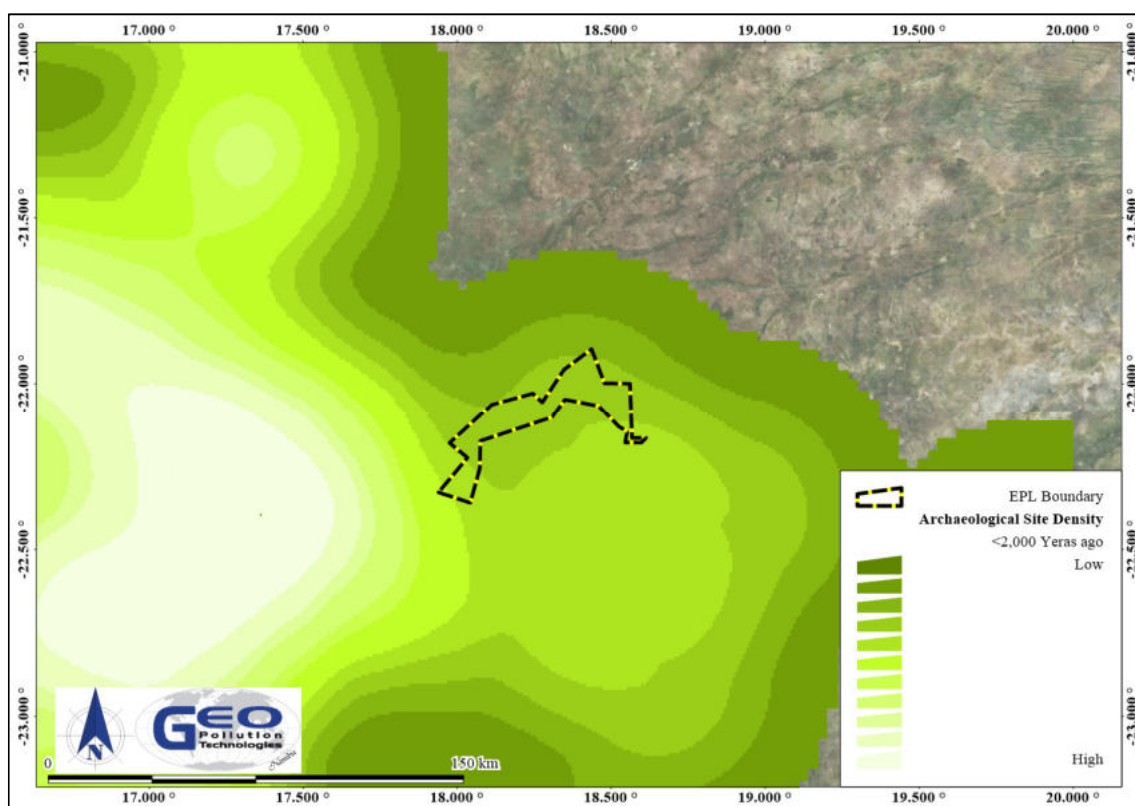 17.000 ° 17.500 ° 18.000 ° 18.500 ° 19.000 ° 19.500 ° 20.000 °
-21.000 ° -21.000 °
-21.500 ° -21.500 °
-22.000 ° -22.000 °
-22.500 ° -22.500 °
-23.000 ° -23.000 °
EPL Boundary
Archaeological Site Density
<2,000 Yeras ago
Low
High
N
GEO
Pollution
Technologies
0 150 km
17.000 ° 17.500 ° 18.000 ° 18.500 ° 19.000 ° 19.500 ° 20.000 °